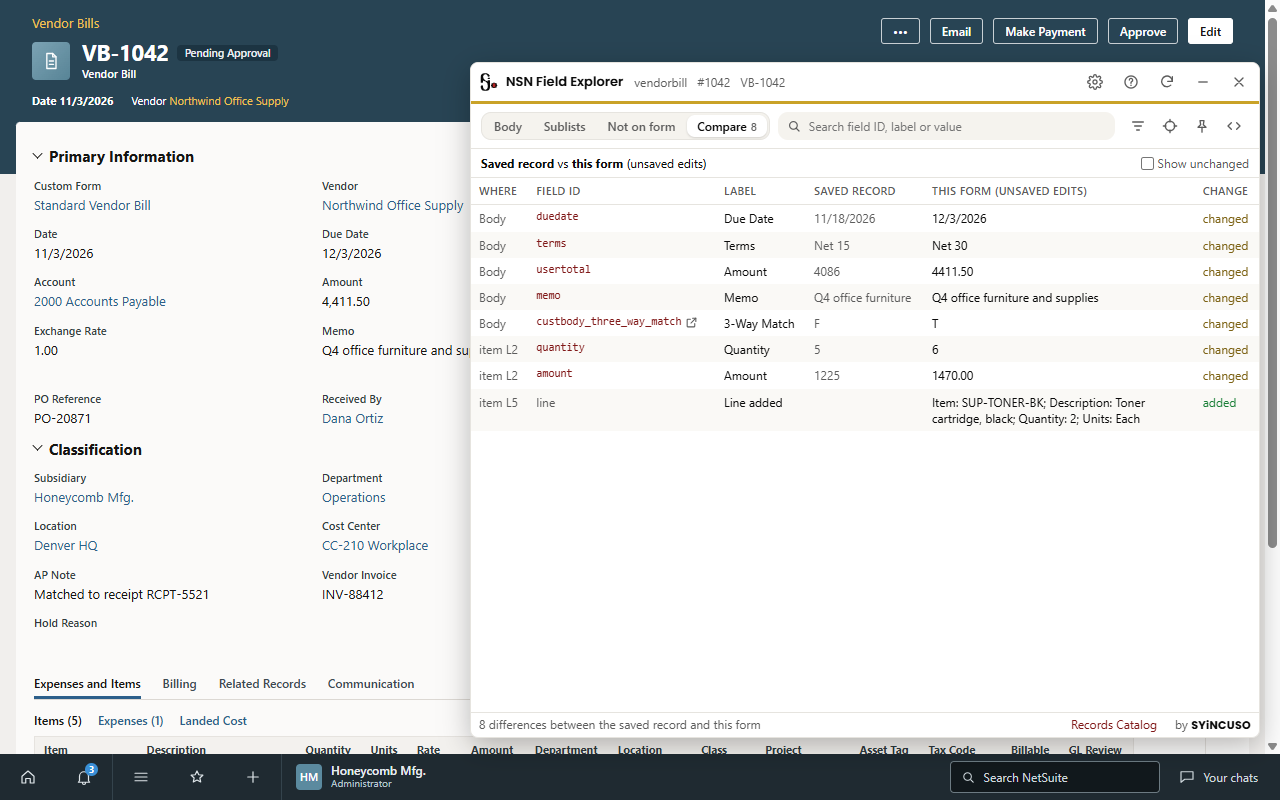 Vendor Bills
VB-1042 Pending Approval
Vendor Bill
Date 11/3/2026 Vendor Northwind Office Supply
Email
Make Payment
Approve
Edit
NSN Field Explorer vendorbill #1042 VB-1042
Body Sublists Not on form Compare 8
Search field ID, label or value
Saved record vs this form (unsaved edits)
Show unchanged
WHERE FIELD ID LABEL SAVED RECORD THIS FORM (UNSAVED EDITS) CHANGE
Body duedate Due Date 11/18/2026 12/3/2026 changed
Body terms Terms Net 15 Net 30 changed
Body usertotal Amount 4086 4411.50 changed
Body memo Memo Q4 office furniture Q4 office furniture and supplies changed
Body custbody_three_way_match 3-Way Match F T changed
item L2 quantity Quantity 5 6 changed
item L2 amount Amount 1225 1470.00 changed
item L5 line Line added Item: SUP-TONER-BK; Description: Toner added
cartridge, black; Quantity: 2; Units: Each
8 differences between the saved record and this form
Records Catalog by SYiNCUSO
Primary Information
Custom Form Vendor
Standard Vendor Bill Northwind Office Supply
Date Due Date
11/3/2026 12/3/2026
Account Amount
2000 Accounts Payable 4,411.50
Exchange Rate Memo
1.00 Q4 office furniture and su
PO Reference Received By
PO-20871 Dana Ortiz
Classification
Subsidiary Department
Honeycomb Mfg. Operations
Location Cost Center
Denver HQ CC-210 Workplace
AP Note Vendor Invoice
Matched to receipt RCPT-5521 INV-88412
Hold Reason
Expenses and Items Billing Related Records Communication
Items (5) Expenses (1) Landed Cost
Item Description Quantity Units Rate Amount Department Location Class Project Asset Tag Tax Code Billable GL Review
3
HM Honeycomb Mfg.
Administrator
Search NetSuite
Your chats